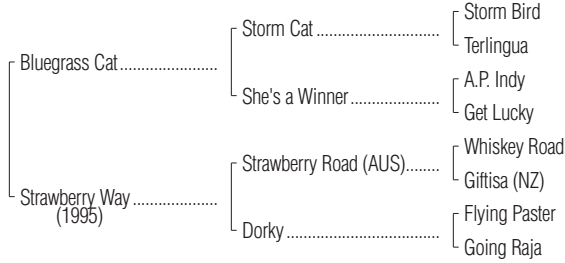 Storm Bird
Storm Cat
Terlingua
Bluegrass Cat
A.P. Indy
She's a Winner
Get Lucky
Whiskey Road
Strawberry Road (AUS)
Giftisa (NZ)
Strawberry Way
(1995)
Flying Paster
Dorky
Going Raja